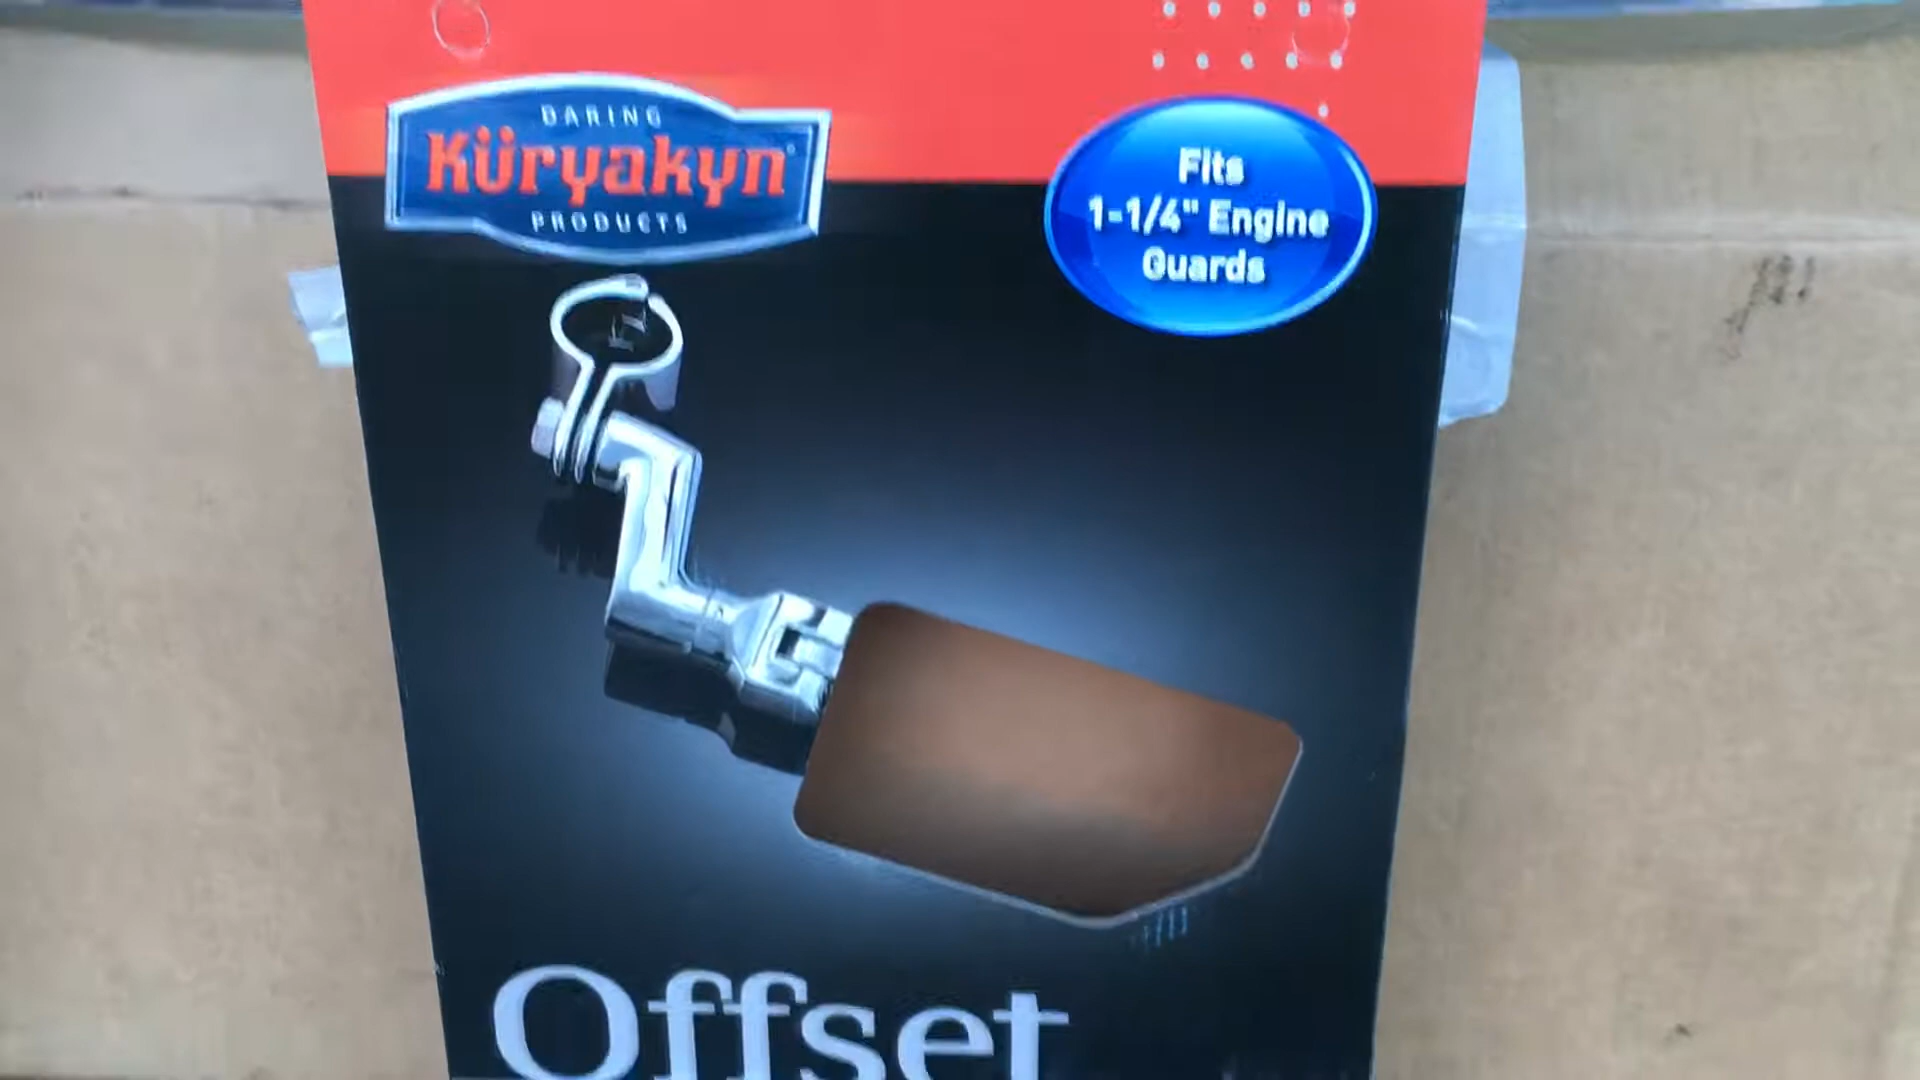 DARING
Küryakyn
PRODUCTS
Fits
1-1/4" Engine
Guards
Offset